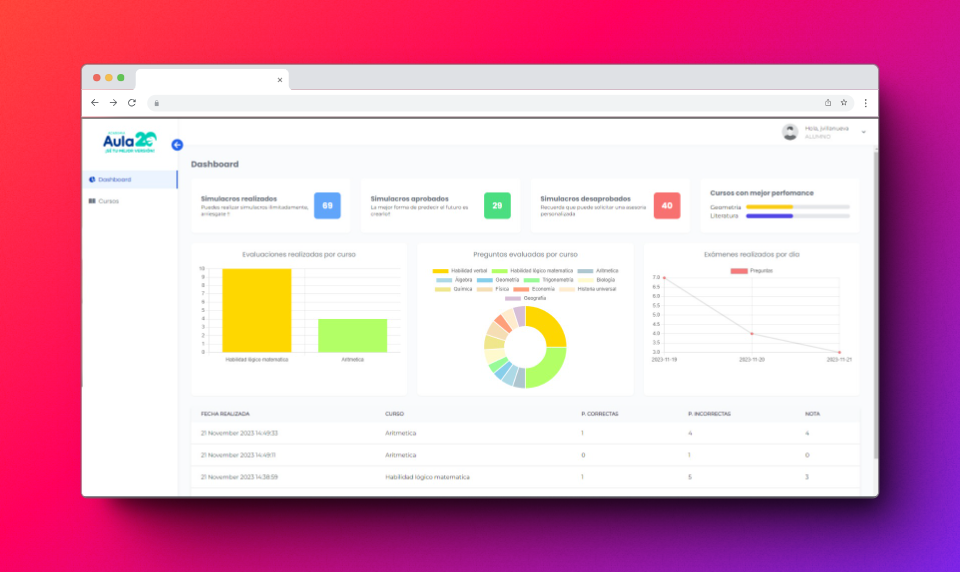 Aula20
¡SÉ TU MEJOR VERSIÓN!
Hola, jvillanueva
ALUMNO
Dashboard
Cursos
Dashboard
Simulacros realizados
Puedes realizar simulacros ilimitadamente,
69
Simulacros aprobados
La mejor forma de predecir el futuro es
crearlo!
29
Simulacros desaprobados
Recuerda que puede solicitar una asesoría
personalizada
40
Cursos con mejor perfomance
Geometría
Literatura
Evaluaciones realizadas por curso
10
9
8
7
6
5
4
3
2
1
0
Habilidad lógico matematica
Aritmetica
Preguntas evaluadas por curso
Habilidad verbal
Habilidad lógico matematica
Aritmetica
Algebra
Geometría
Trigonometría
Biología
Química
Física
Economía
Historia universal
Geografía
Exámenes realizados por día
Preguntas
7.0
6.5
6.0
5.5
5.0
4.5
4.0
3.5
3.0
2023-11-19
2023-11-20
2023-11-21
FECHA REALIZADA CURSO P. CORRECTAS P. INCORRECTAS NOTA
21 November 2023 14:49:33 Aritmetica 1 4 4
21 November 2023 14:49:11 Aritmetica 0 1 0
21 November 2023 14:38:59 Habilidad lógico matematica 1 5 3